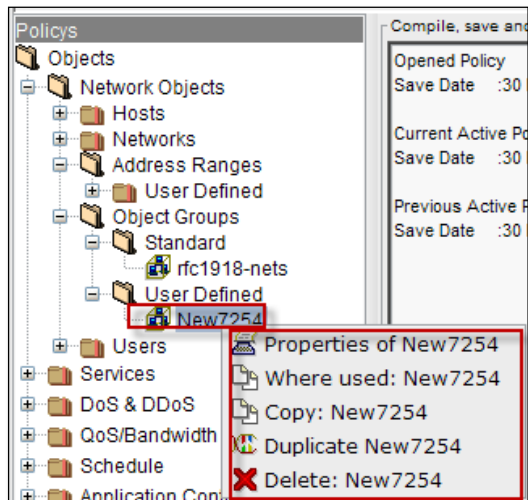 Policys
Objects
Network Objects
Hosts
Networks
Address Ranges
User Defined
Object Groups
Standard
rfc1918-nets
User Defined
New7254
Users
Services
DoS & DDoS
QoS/Bandwidth
Schedule
Application
Properties of New7254
Where used: New7254
Copy: New7254
Duplicate New7254
Delete: New7254
Compile, save and
Opened Policy
Save Date :30
Current Active
Save Date :30
Previous Active
Save Date :30